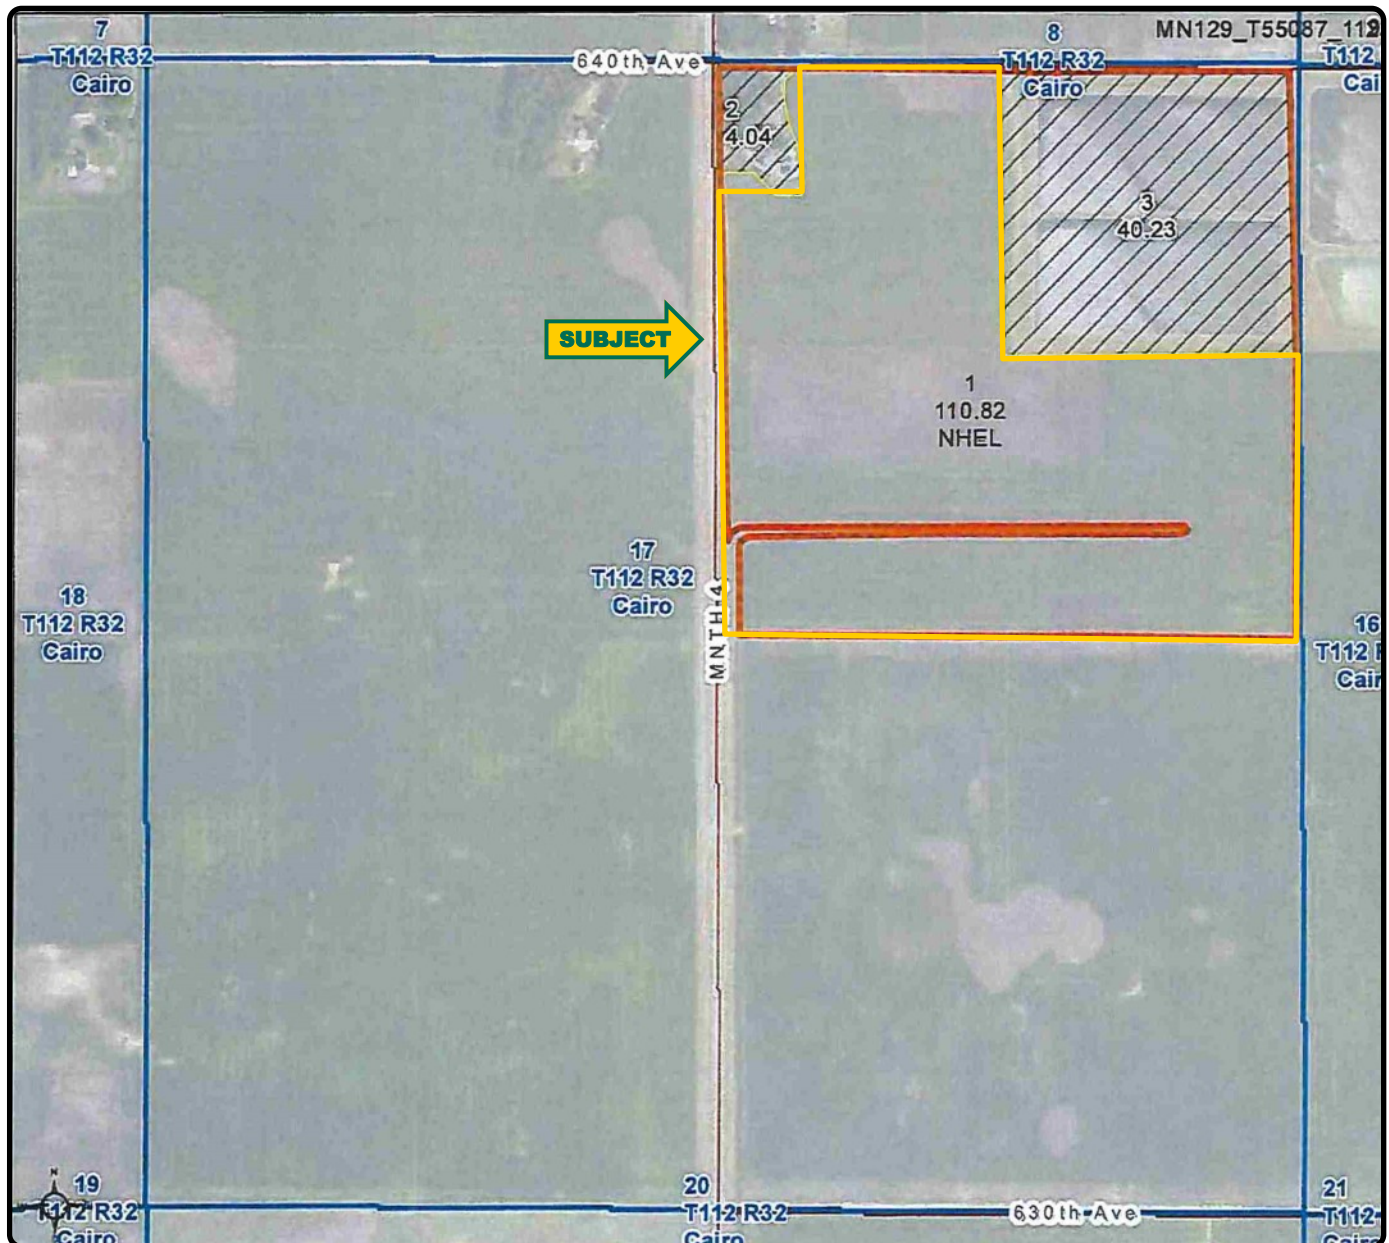 7
T112 R32
Cairo
640th Ave
8
T112 R32
Cairo
MN129_T55087_112
T112
Cai
2
4.04
3
40.23
SUBJECT
1
110.82
NHEL
17
T112 R32
Cairo
18
T112 R32
Cairo
MNTH 4
16
T112 R
Cair
N
19
T112 R32
Cairo
20
T112 R32
Cairo
630th Ave
21
T112
Cairo